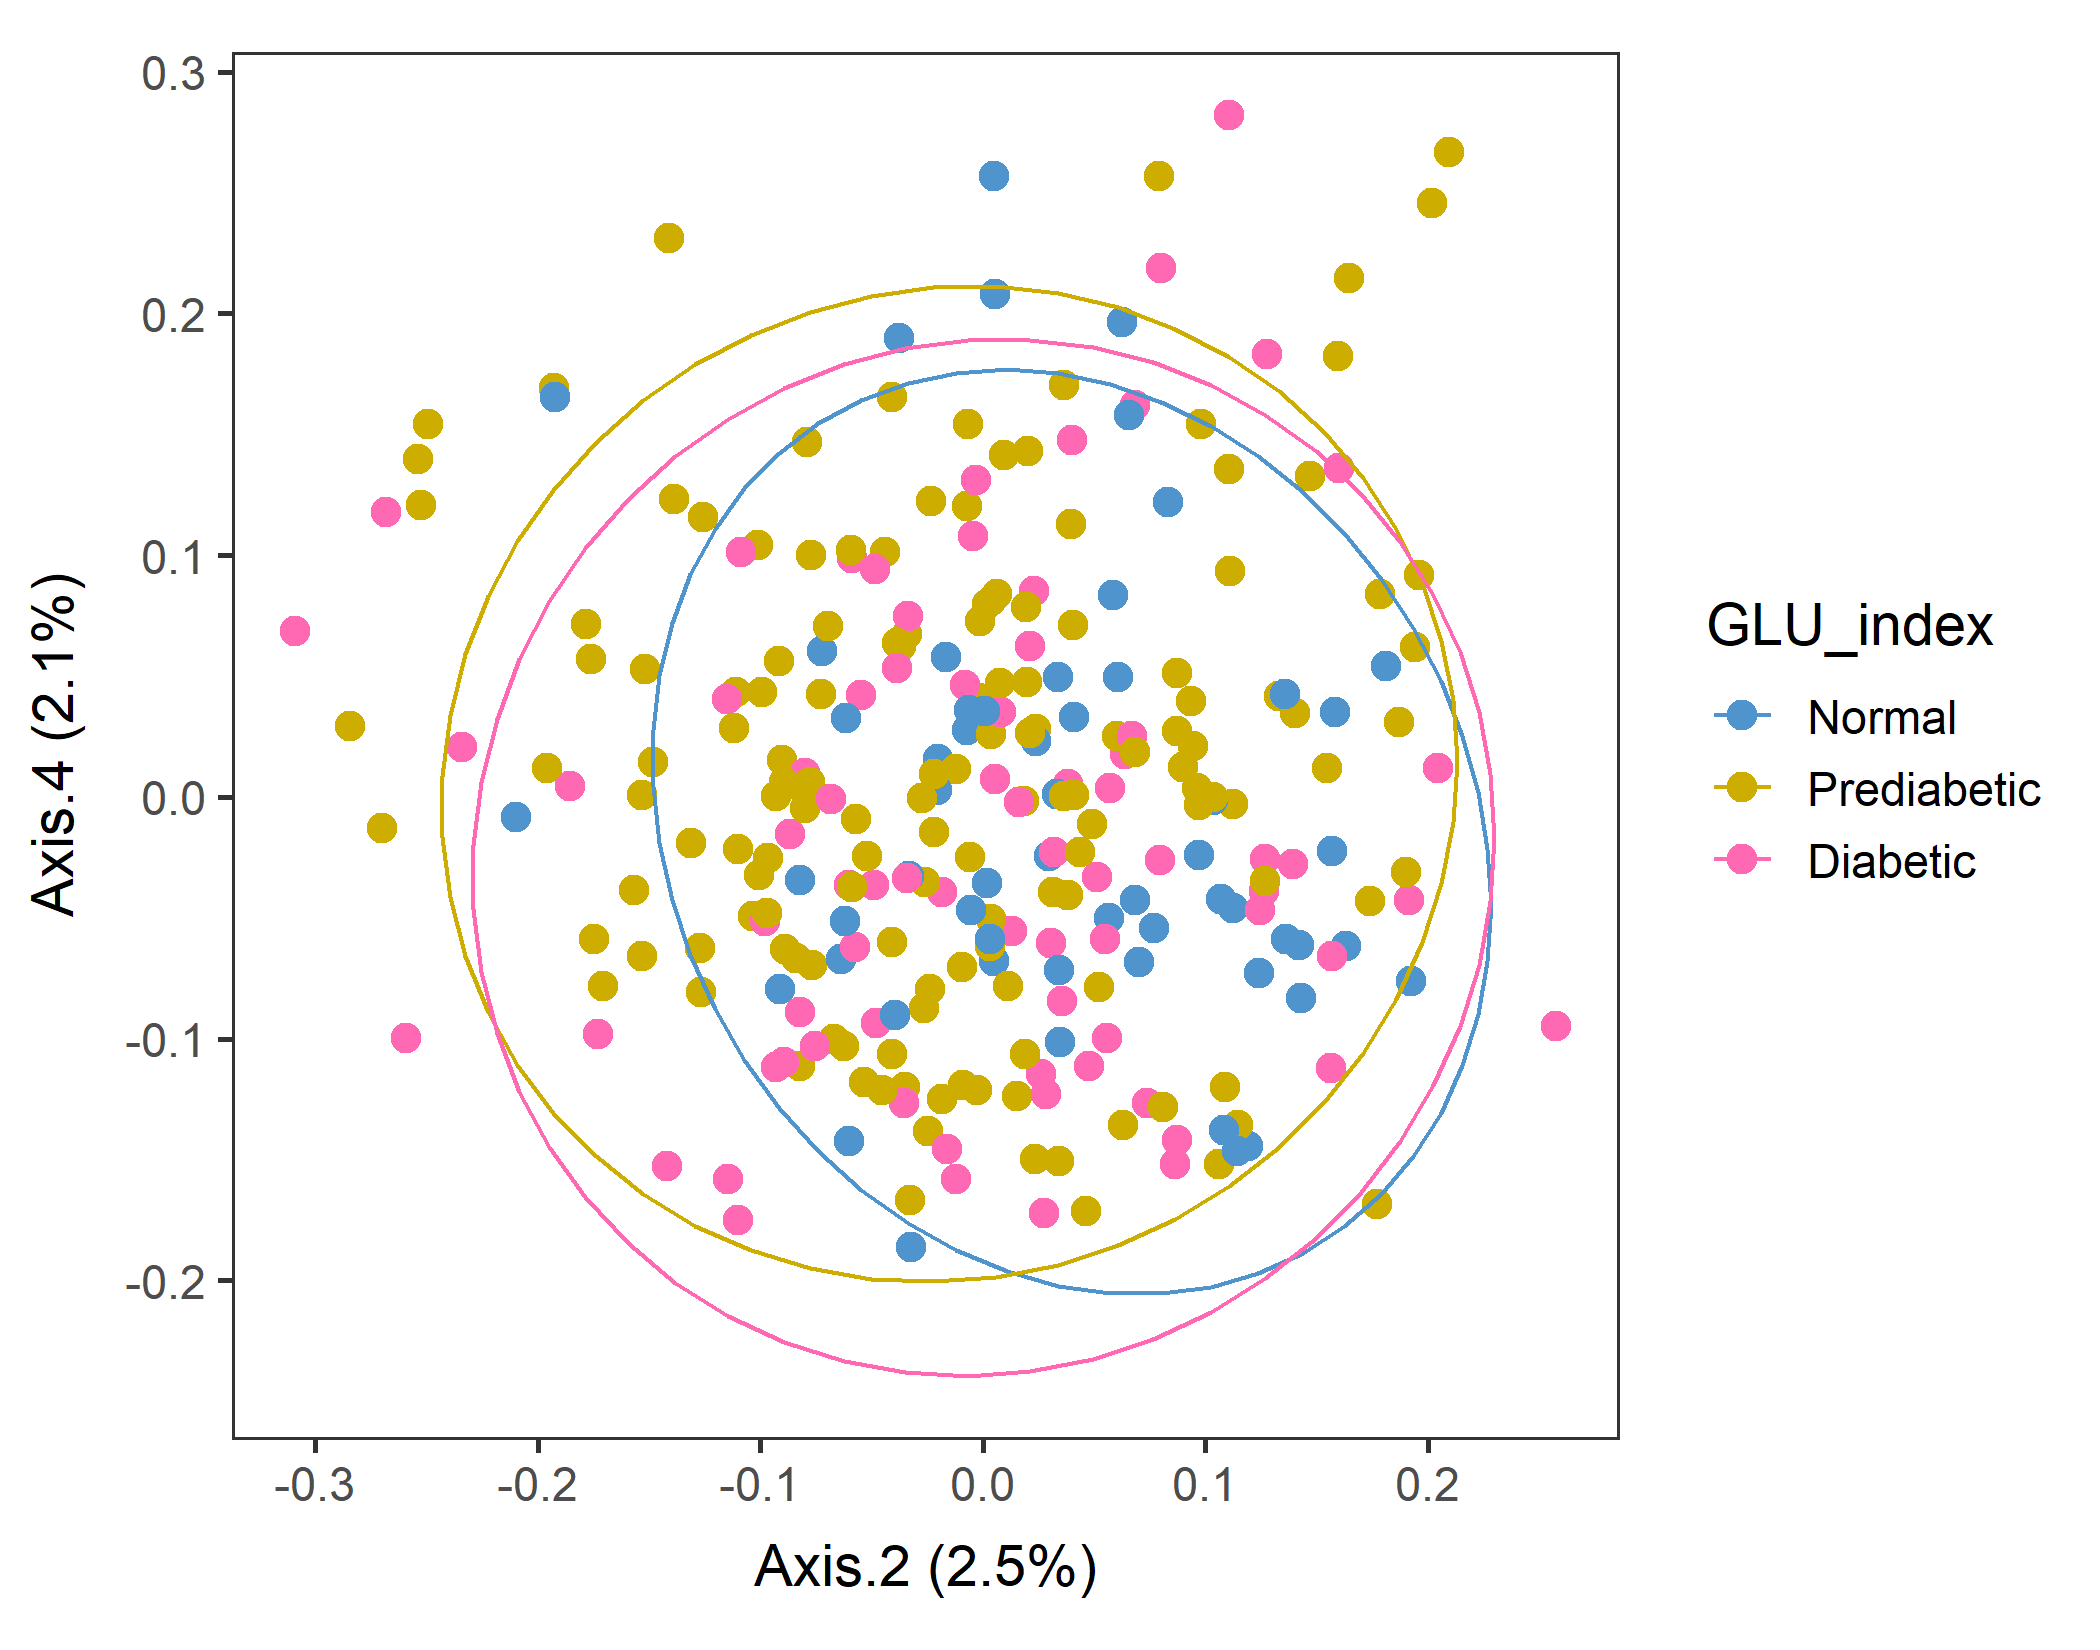 0.3
0.2
0.1
0.0
-0.1
-0.2
Axis.4 (2.1%)
-0.3
-0.2
-0.1
0.0
0.1
0.2
Axis.2 (2.5%)
GLU_index
Normal
Prediabetic
Diabetic